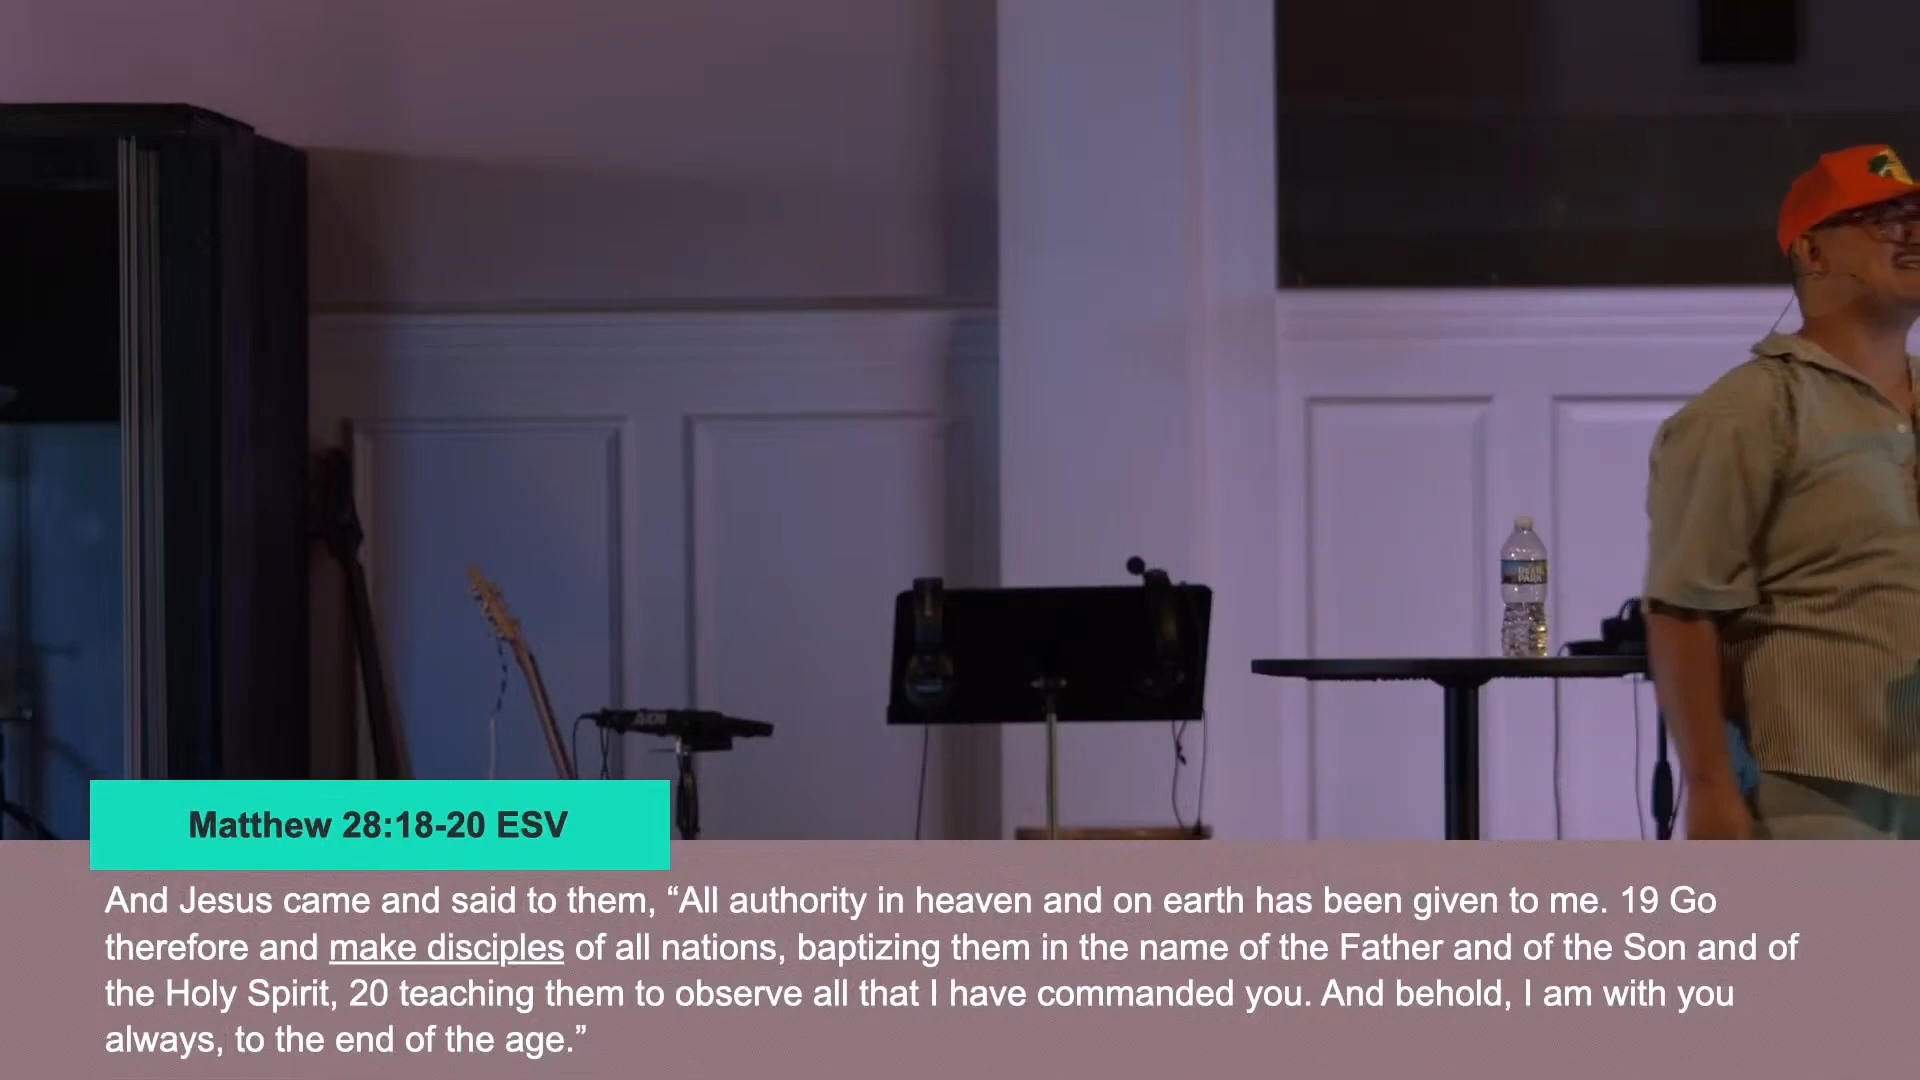 DEER
PARK
Matthew 28:18-20 ESV
And Jesus came and said to them, “All authority in heaven and on earth has been given to me. 19 Go
therefore and make disciples of all nations, baptizing them in the name of the Father and of the Son and of
the Holy Spirit, 20 teaching them to observe all that I have commanded you. And behold, I am with you
always, to the end of the age.”